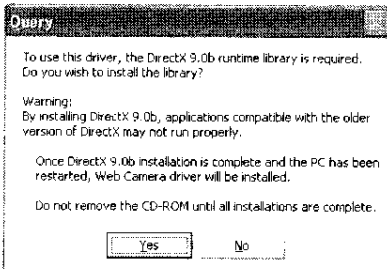 Query
To use this driver, the DirectX 9.0b runtime library is required.
Do you wish to install the library?
Warning:
By installing DirectX 9.0b, applications compatible with the older
version of DirectX may not run properly.
Once DirectX 9.0b installation is complete and the PC has been
restarted, Web Camera driver will be installed.
Do not remove the CD-ROM until all installations are complete.
Yes No